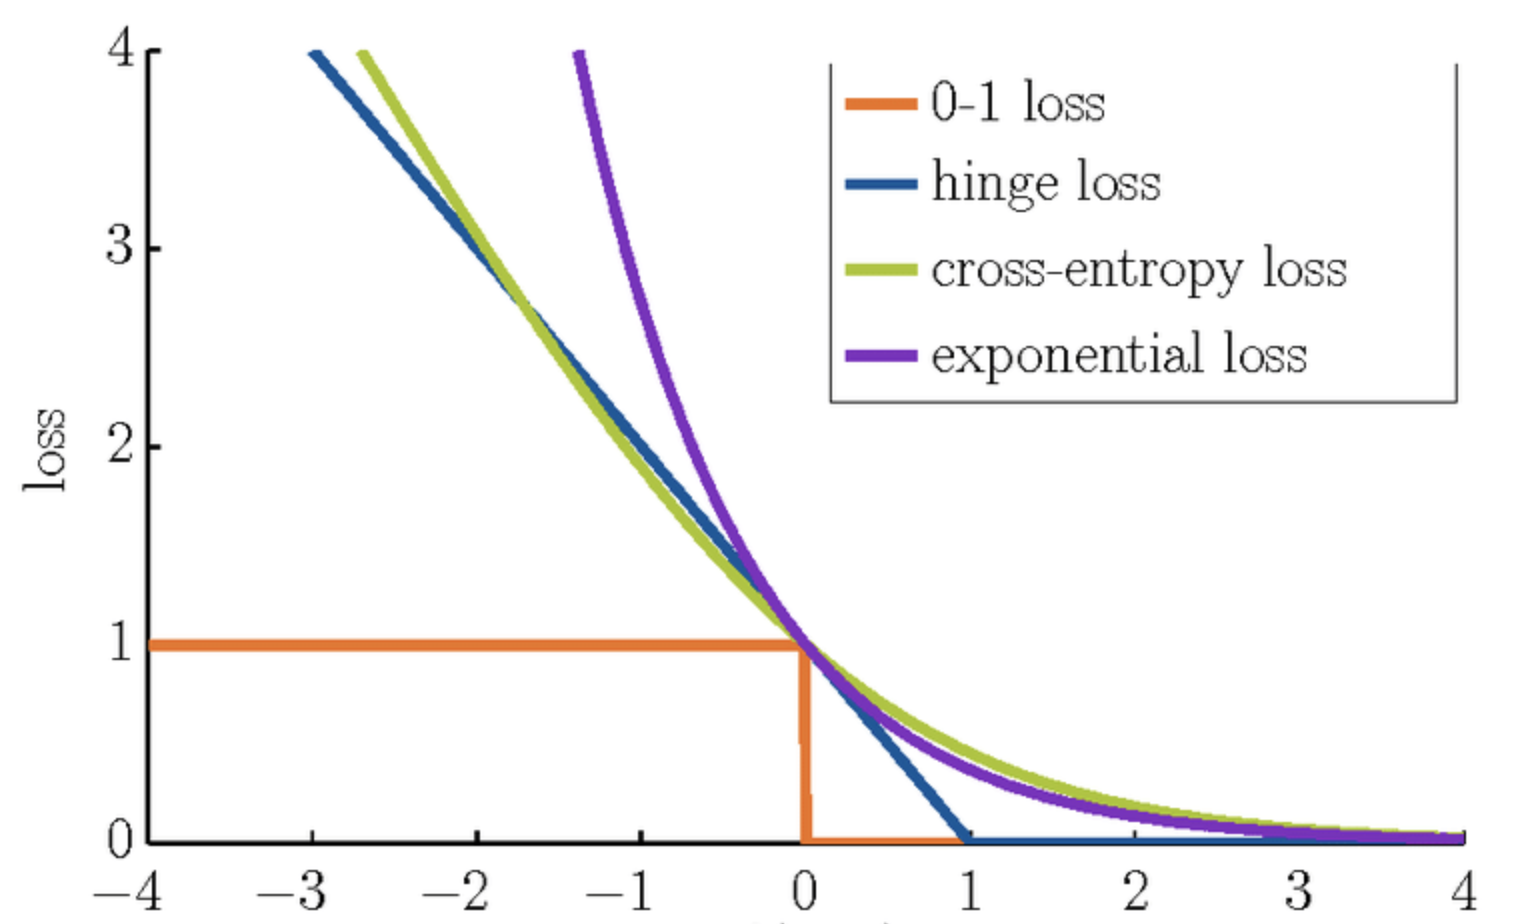 4
3
2
1
0
loss
0-1 loss
hinge loss
cross-entropy loss
exponential loss
−4 −3 −2 −1 0 1 2 3 4